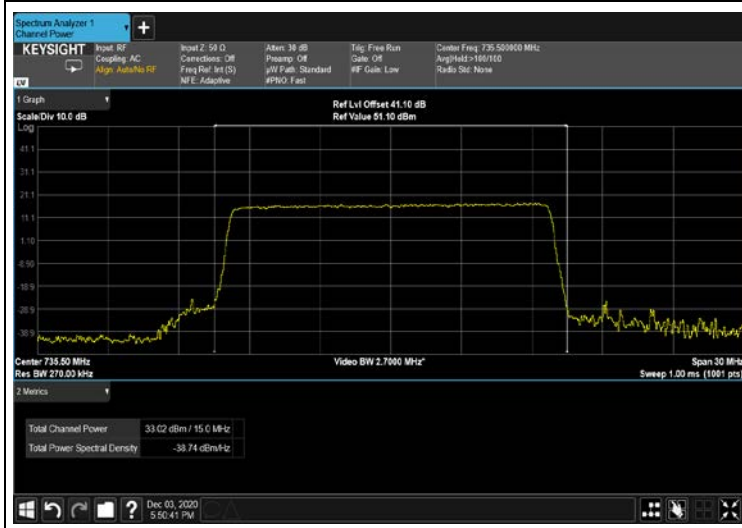 Spectrum Analyzer 1
Channel Power
KEYSIGHT
Input: RF
Coupling: AC
Align: Auto/No RF
Input Z: 50 Ω
Corrections: Off
Freq Ref: Int (S)
NFE: Adaptive
Atten: 30 dB
Preamp: Off
µW Path: Standard
#PNO: Fast
Trig: Free Run
Gate: Off
#IF Gain: Low
Center Freq: 735.500000 MHz
Avg|Hold:>100/100
Radio Std: None
1 Graph
Scale/Div 10.0 dB
Ref Lvl Offset 41.10 dB
Ref Value 51.10 dBm
Log
41.1
31.1
21.1
11.1
1.10
-8.90
-18.9
-28.9
-38.9
Center 735.50 MHz
Video BW 2.7000 MHz*
Span 30 MHz
Res BW 270.00 kHz
Sweep 1.00 ms (1001 pts)
2 Metrics
Total Channel Power 33.02 dBm / 15.0 MHz
Total Power Spectral Density -38.74 dBm/Hz
?
Dec 03, 2020
5:50:41 PM